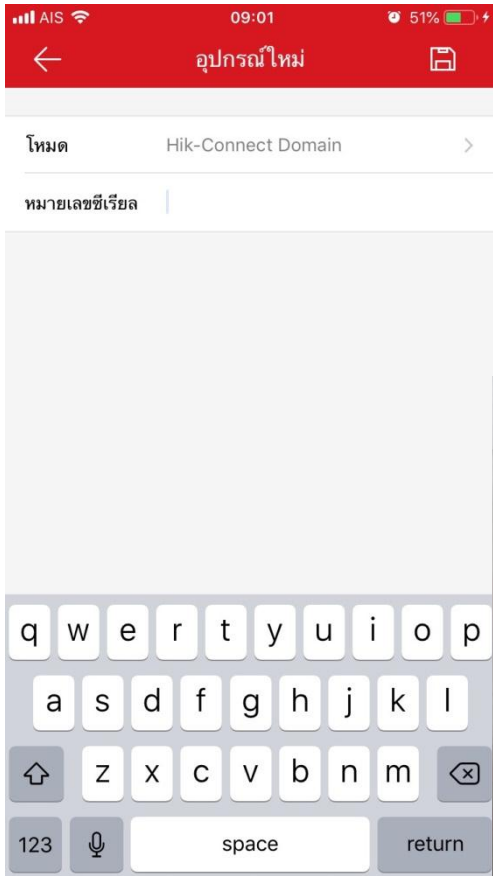 AIS 09:01 51%
อุปกรณ์ใหม่
โหมด Hik-Connect Domain
หมายเลขซีเรียล
q w e r t y u i o p
a s d f g h j k l
z x c v b n m
123 space return